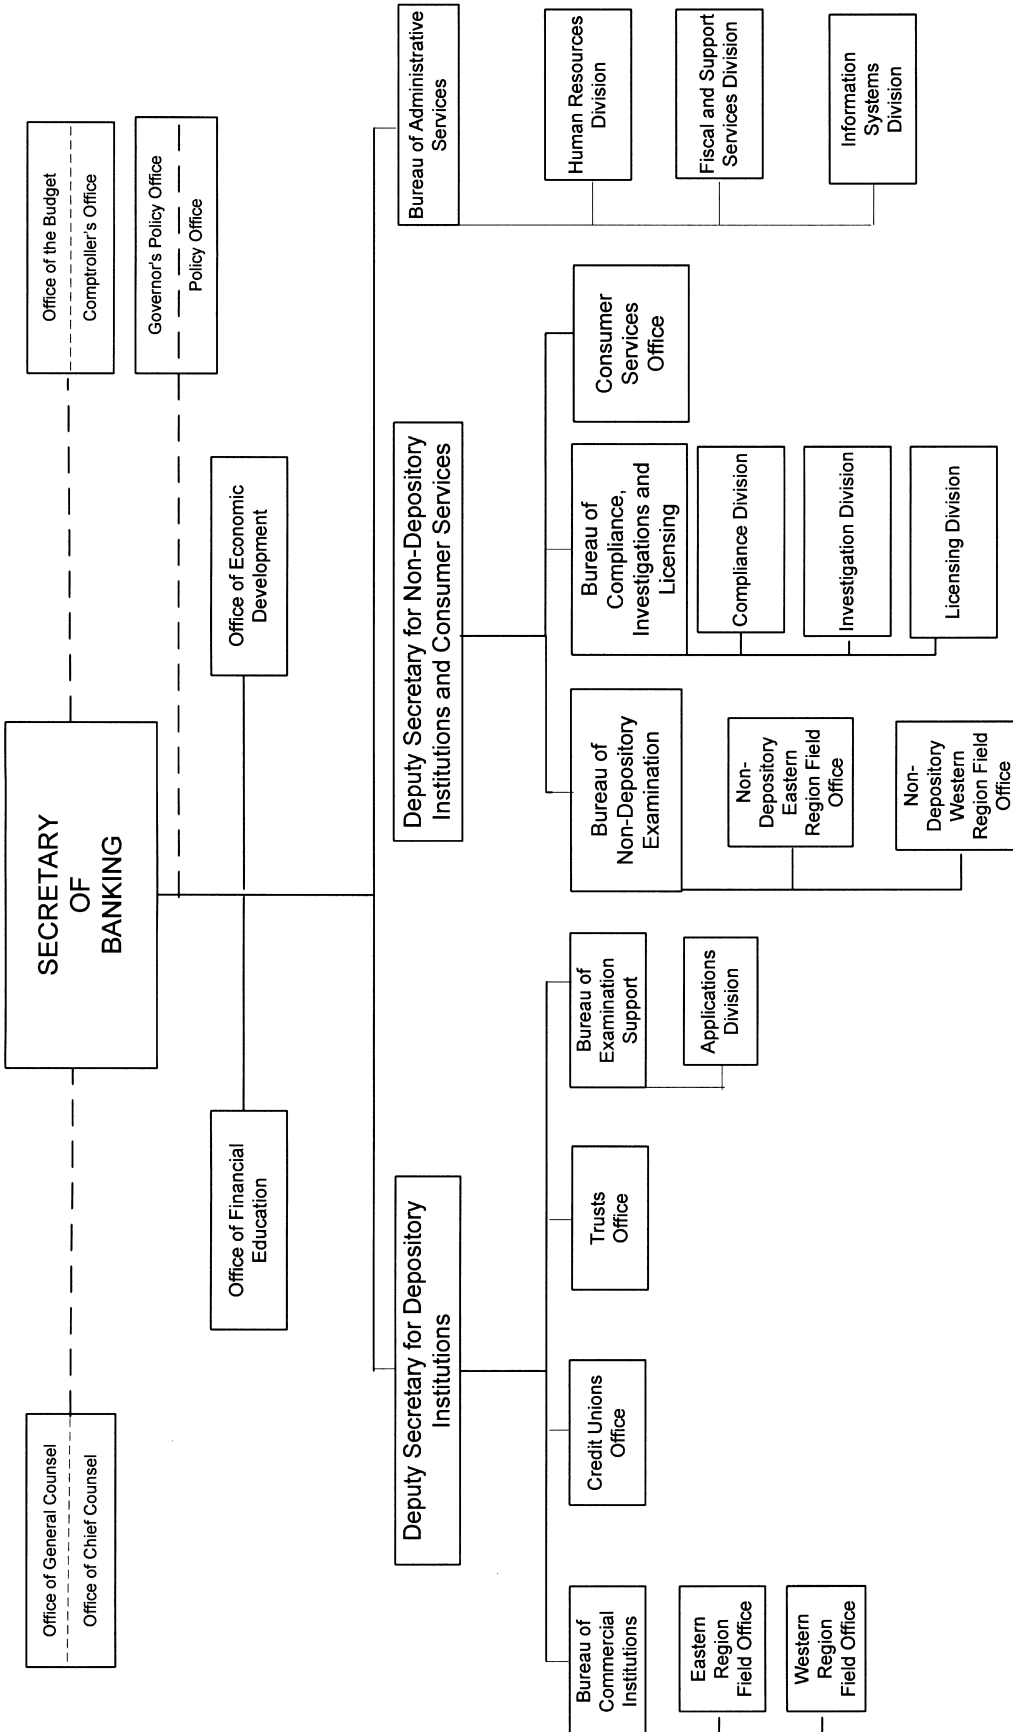 SECRETARY
OF
BANKING
Office of General Counsel
Office of Chief Counsel
Office of the Budget
Comptroller's Office
Governor's Policy Office
Policy Office
Office of Financial
Education
Office of Economic
Development
Deputy Secretary for Depository
Institutions
Deputy Secretary for Non-Depository
Institutions and Consumer Services
Bureau of Administrative
Services
Bureau of
Commercial
Institutions
Eastern
Region
Field Office
Western
Region
Field Office
Credit Unions
Office
Trusts
Office
Bureau of
Examination
Support
Applications
Division
Bureau of
Non-Depository
Examination
Non-
Depository
Eastern
Region Field
Office
Non-
Depository
Western
Region Field
Office
Bureau of
Compliance,
Investigations and
Licensing
Compliance Division
Investigation Division
Licensing Division
Consumer
Services
Office
Human Resources
Division
Fiscal and Support
Services Division
Information
Systems
Division